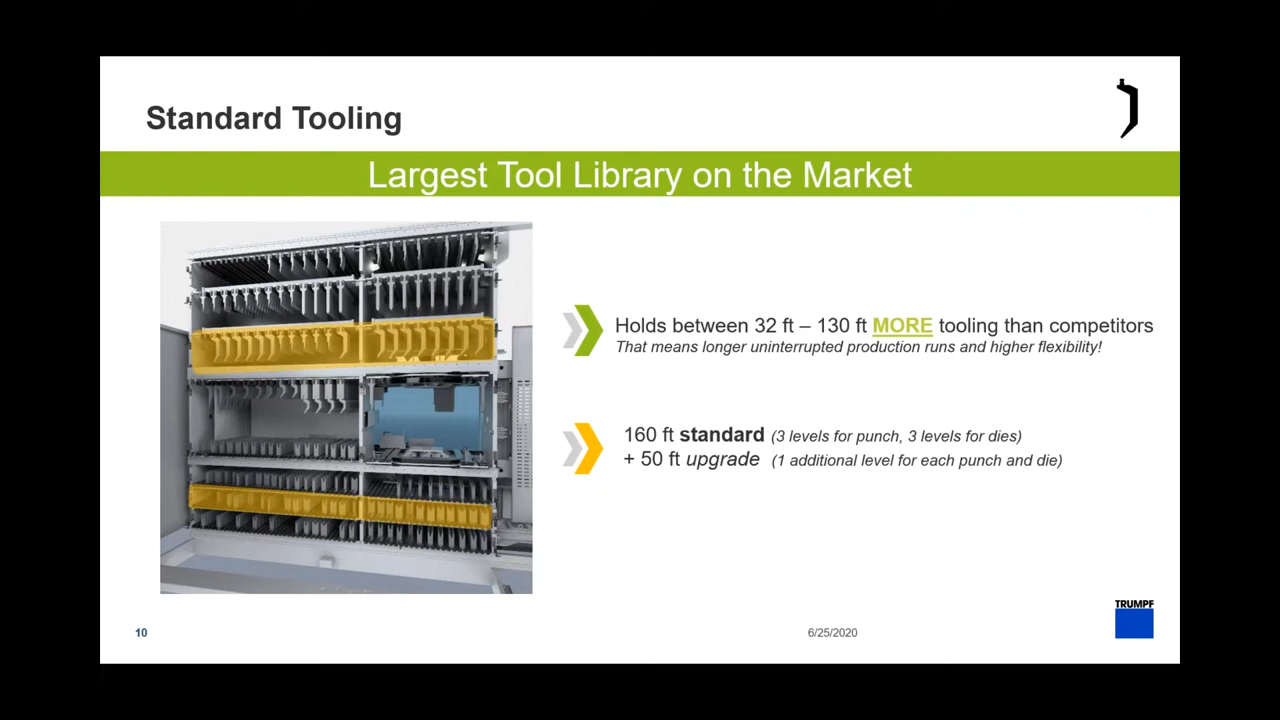 Standard Tooling
Largest Tool Library on the Market
Holds between 32 ft – 130 ft MORE tooling than competitors
That means longer uninterrupted production runs and higher flexibility!
160 ft standard (3 levels for punch, 3 levels for dies)
+ 50 ft upgrade (1 additional level for each punch and die)
TRUMPF
10
6/25/2020